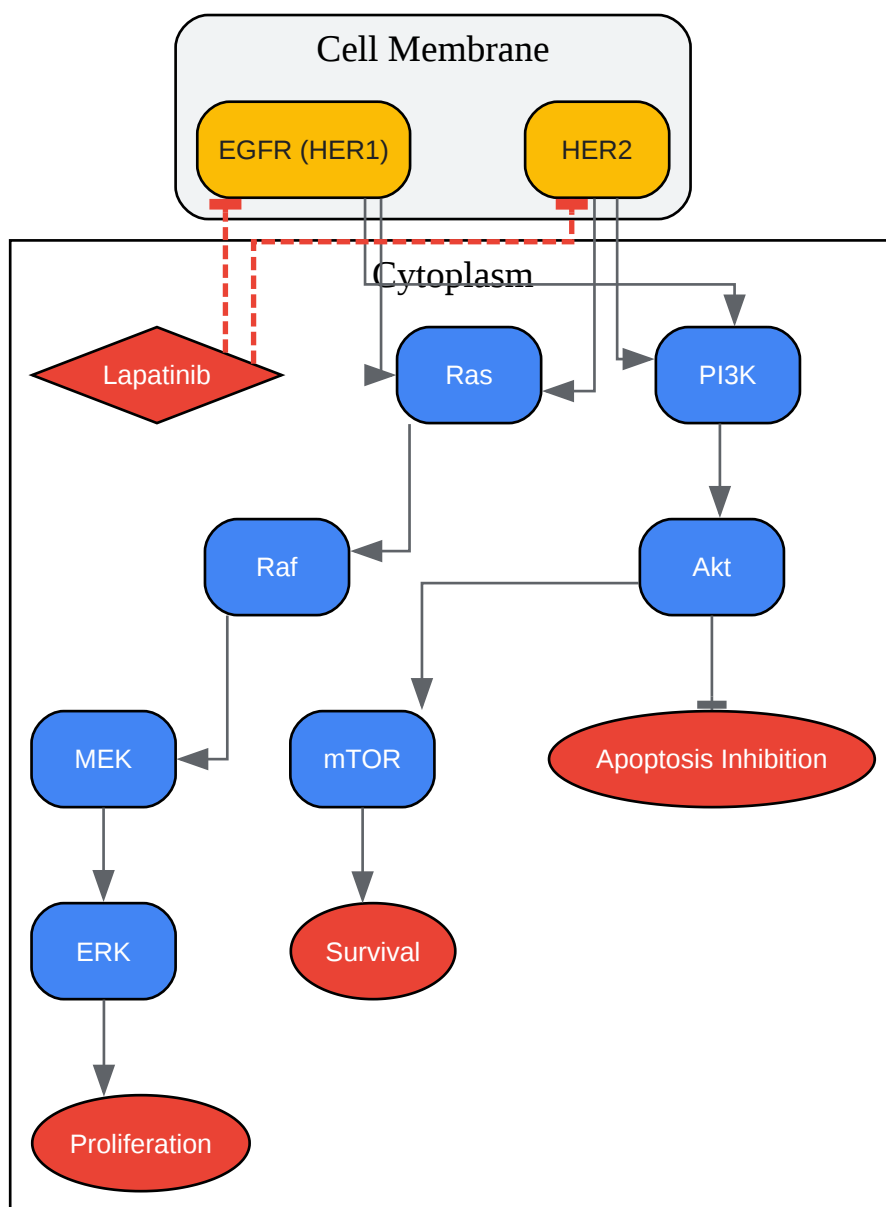 Cell Membrane
EGFR (HER1)
HER2
Cytoplasm
Lapatinib
Ras
PI3K
Raf
Akt
MEK
mTOR
Apoptosis Inhibition
ERK
Survival
Proliferation